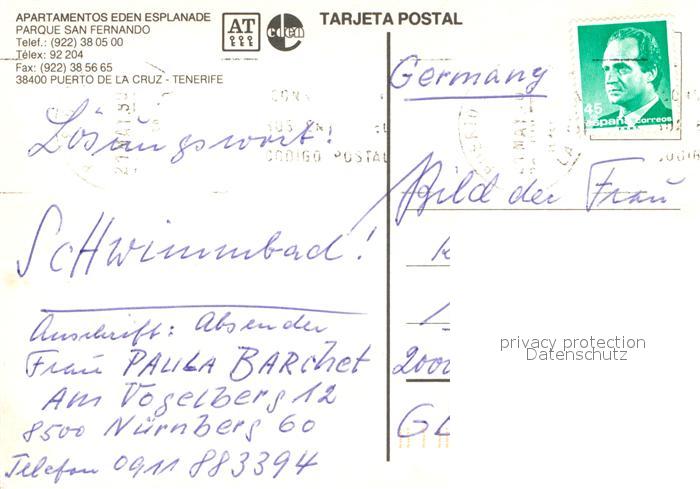 APARTAMENTOS EDEN ESPLANADE
PARQUE SAN FERNANDO
Telef.: (922) 38 05 00
Télex: 92 204
Fax: (922) 38 56 65
38400 PUERTO DE LA CRUZ - TENERIFE
AT
eden
TARJETA POSTAL
45
españa correos
CODIGO POSTAL
Lösungswort!
SCHwimmbad!
Anschrift: Absender
Frau PAULA BARCHET
Am Vogelberg 12
8500 Nürnberg 60
Telefon 0911 883394
Germany
Bild der Frau
privacy protection
Datenschutz